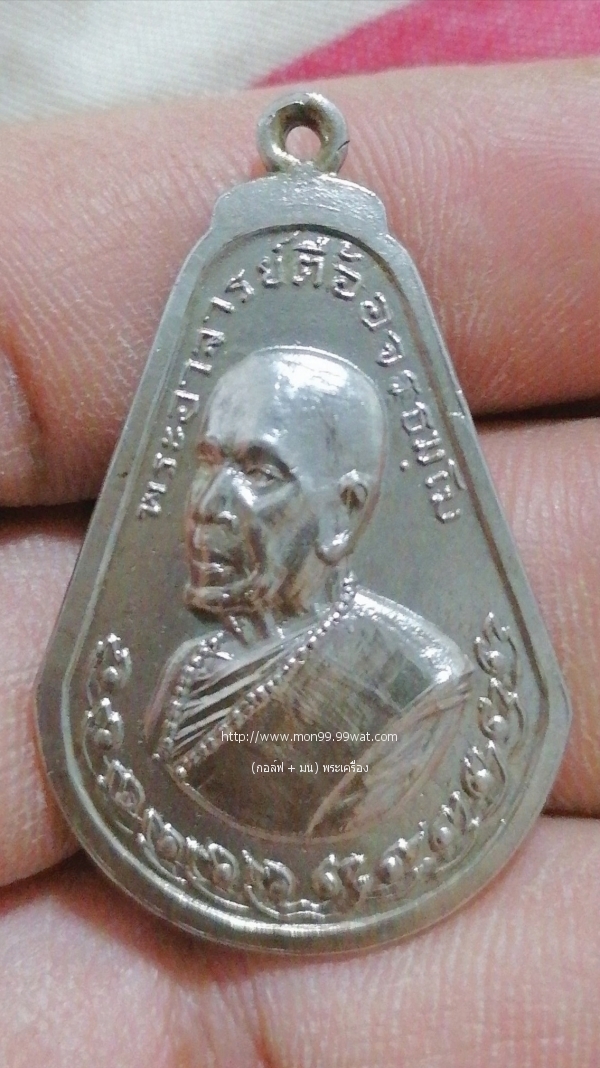 พระอาจารย์ตื้ออจรธมฺโม
http://www.mon99.99wat.com
(กอล์ฟ + มน) พระเครื่อง